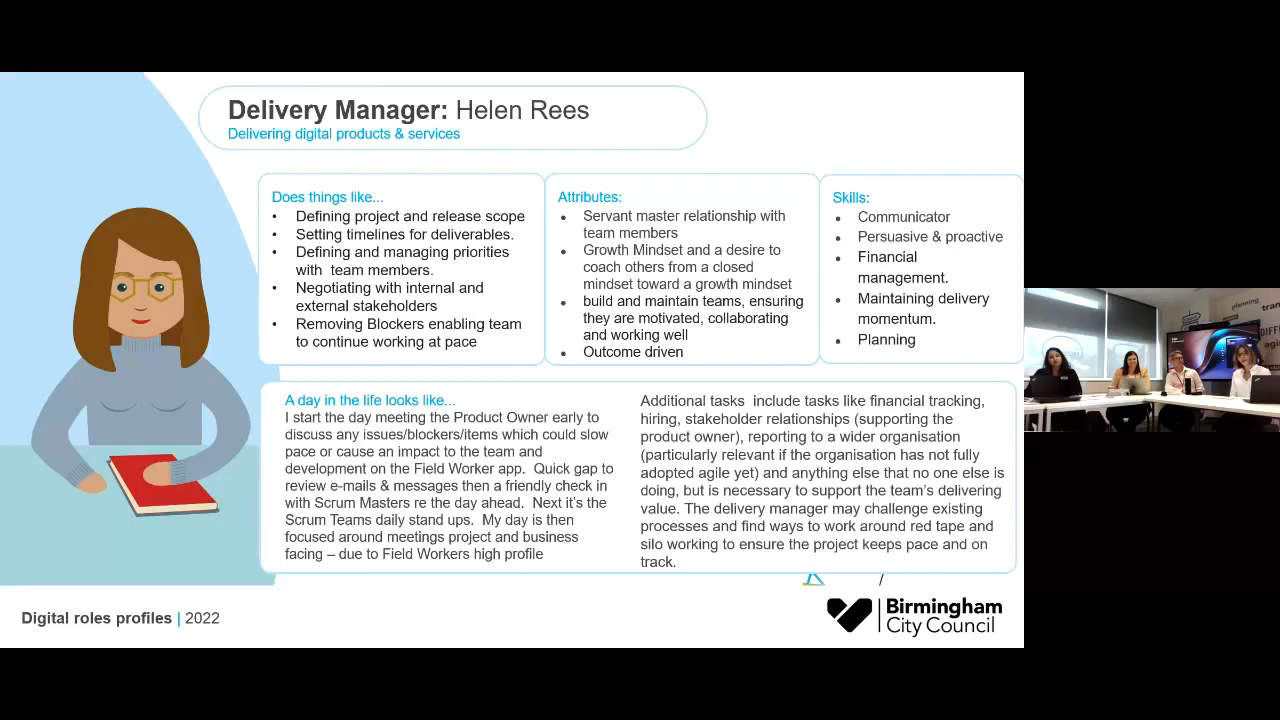 Delivery Manager: Helen Rees
Delivering digital products & services
Does things like...
• Defining project and release scope
• Setting timelines for deliverables.
• Defining and managing priorities
with team members.
• Negotiating with internal and
external stakeholders
• Removing Blockers enabling team
to continue working at pace
Attributes:
• Servant master relationship with
team members
• Growth Mindset and a desire to
coach others from a closed
mindset toward a growth mindset
• build and maintain teams, ensuring
they are motivated, collaborating
and working well
• Outcome driven
Skills:
• Communicator
• Persuasive & proactive
• Financial
management.
• Maintaining delivery
momentum.
• Planning
A day in the life looks like...
I start the day meeting the Product Owner early to
discuss any issues/blockers/items which could slow
pace or cause an impact to the team and
development on the Field Worker app. Quick gap to
review e-mails & messages then a friendly check in
with Scrum Masters re the day ahead. Next it's the
Scrum Teams daily stand ups. My day is then
focused around meetings project and business
facing – due to Field Workers high profile
Additional tasks include tasks like financial tracking,
hiring, stakeholder relationships (supporting the
product owner), reporting to a wider organisation
(particularly relevant if the organisation has not fully
adopted agile yet) and anything else that no one else is
doing, but is necessary to support the team's delivering
value. The delivery manager may challenge existing
processes and find ways to work around red tape and
silo working to ensure the project keeps pace and on
track.
planning
Digital roles profiles | 2022
Birmingham
City Council